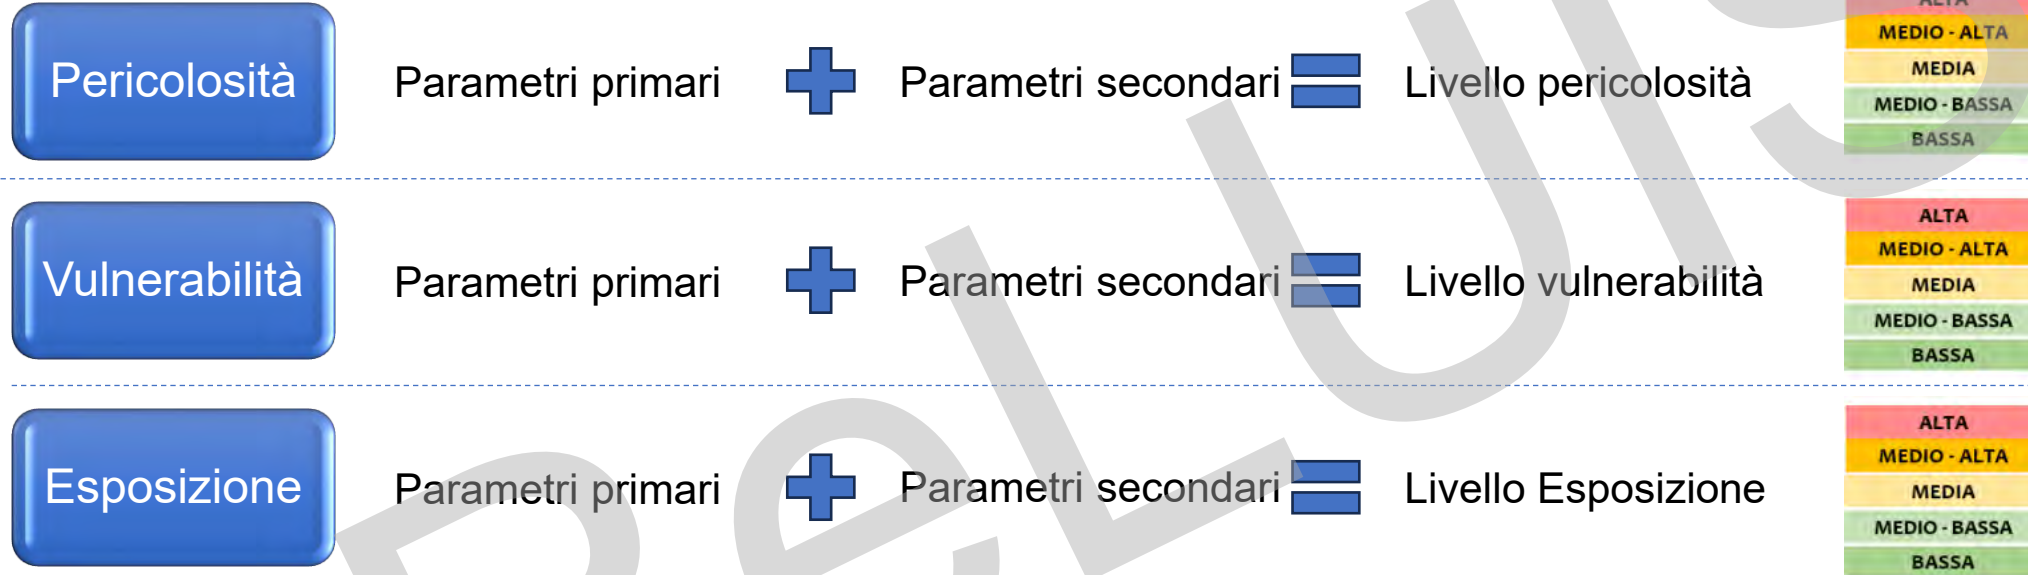 Pericolosità
Parametri primari
Parametri secondari
Livello pericolosità
ALTA
MEDIO - ALTA
MEDIA
MEDIO - BASSA
BASSA
Vulnerabilità
Parametri primari
Parametri secondari
Livello vulnerabilità
ALTA
MEDIO - ALTA
MEDIA
MEDIO - BASSA
BASSA
Esposizione
Parametri primari
Parametri secondari
Livello Esposizione
ALTA
MEDIO - ALTA
MEDIA
MEDIO - BASSA
BASSA
ReLUIS